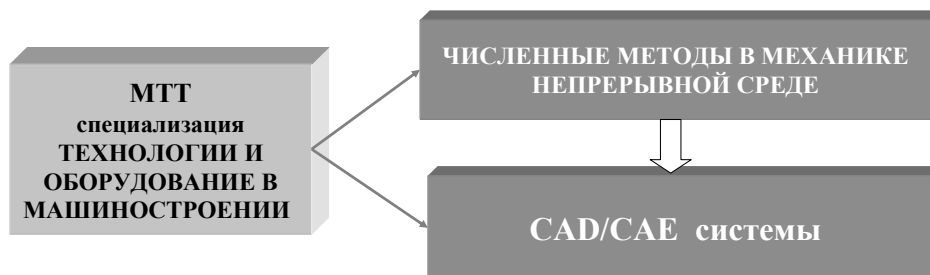 МТТ
специализация
ТЕХНОЛОГИИ И
ОБОРУДОВАНИЕ В
МАШИНОСТРОЕНИИ
ЧИСЛЕННЫЕ МЕТОДЫ В МЕХАНИКЕ
НЕПРЕРЫВНОЙ СРЕДЕ
CAD/CAE системы